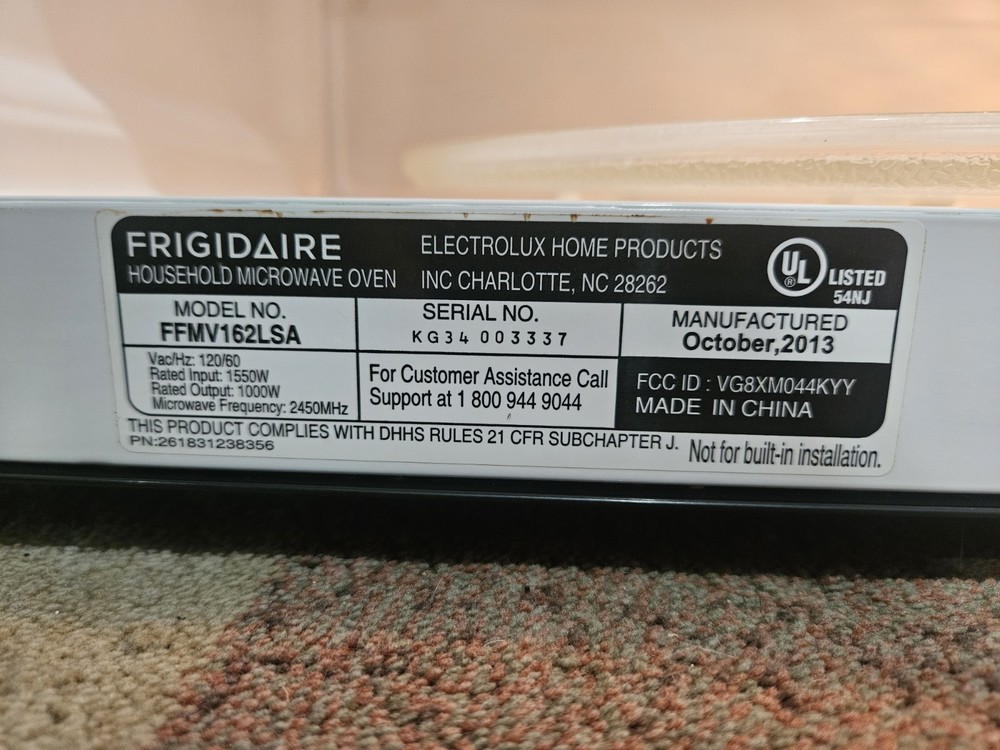 FRIGIDAIRE
HOUSEHOLD MICROWAVE OVEN
ELECTROLUX HOME PRODUCTS
INC CHARLOTTE, NC 28262
UL
®
LISTED
54NJ
MODEL NO.
FFMV162LSA
SERIAL NO.
KG34 003337
MANUFACTURED
October,2013
Vac/Hz: 120/60
Rated Input: 1550W
Rated Output: 1000W
Microwave Frequency: 2450MHz
For Customer Assistance Call
Support at 1 800 944 9044
FCC ID : VG8XM044KYY
MADE IN CHINA
THIS PRODUCT COMPLIES WITH DHHS RULES 21 CFR SUBCHAPTER J.
PN:261831238356
Not for built-in installation.